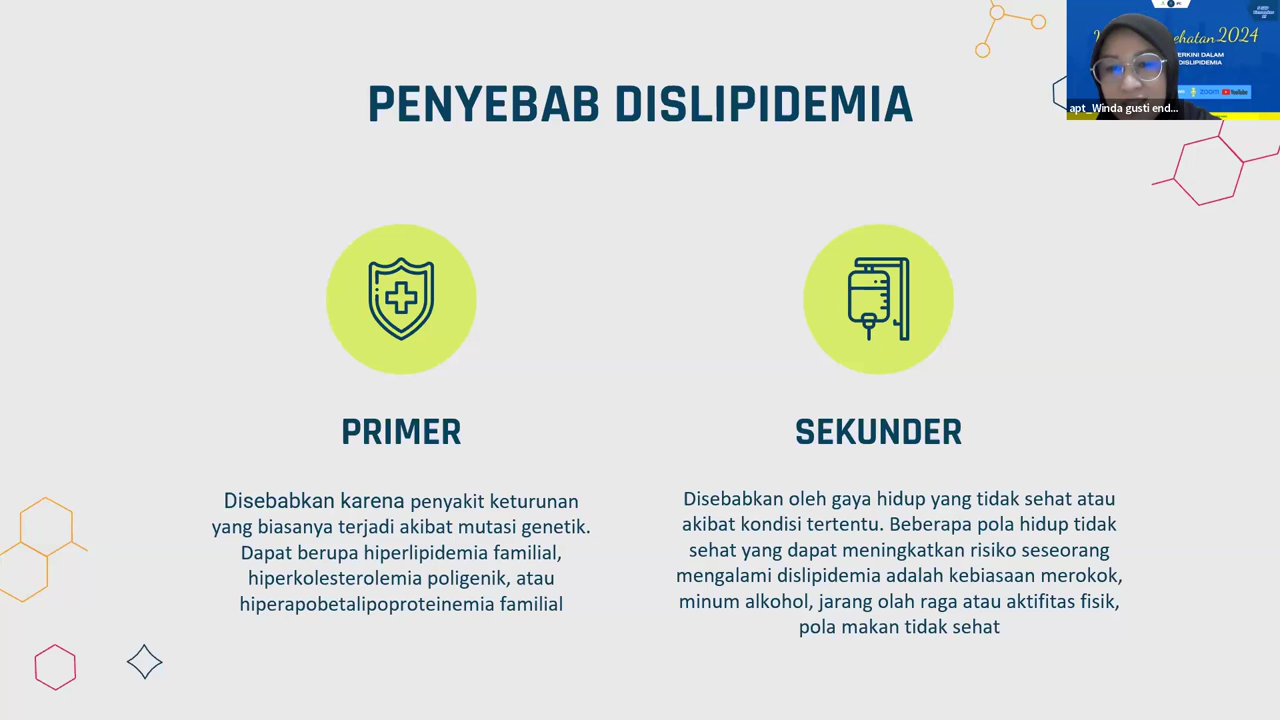 PENYEBAB DISLIPIDEMIA
2024
DISLIPIDEMIA
zoom
YouTube
apt_Winda gusti end...
PRIMER
Disebabkan karena penyakit keturunan
yang biasanya terjadi akibat mutasi genetik.
Dapat berupa hiperlipidemia familial,
hiperkolesterolemia poligenik, atau
hiperapobetalipoproteinemia familial
SEKUNDER
Disebabkan oleh gaya hidup yang tidak sehat atau
akibat kondisi tertentu. Beberapa pola hidup tidak
sehat yang dapat meningkatkan risiko seseorang
mengalami dislipidemia adalah kebiasaan merokok,
minum alkohol, jarang olah raga atau aktifitas fisik,
pola makan tidak sehat